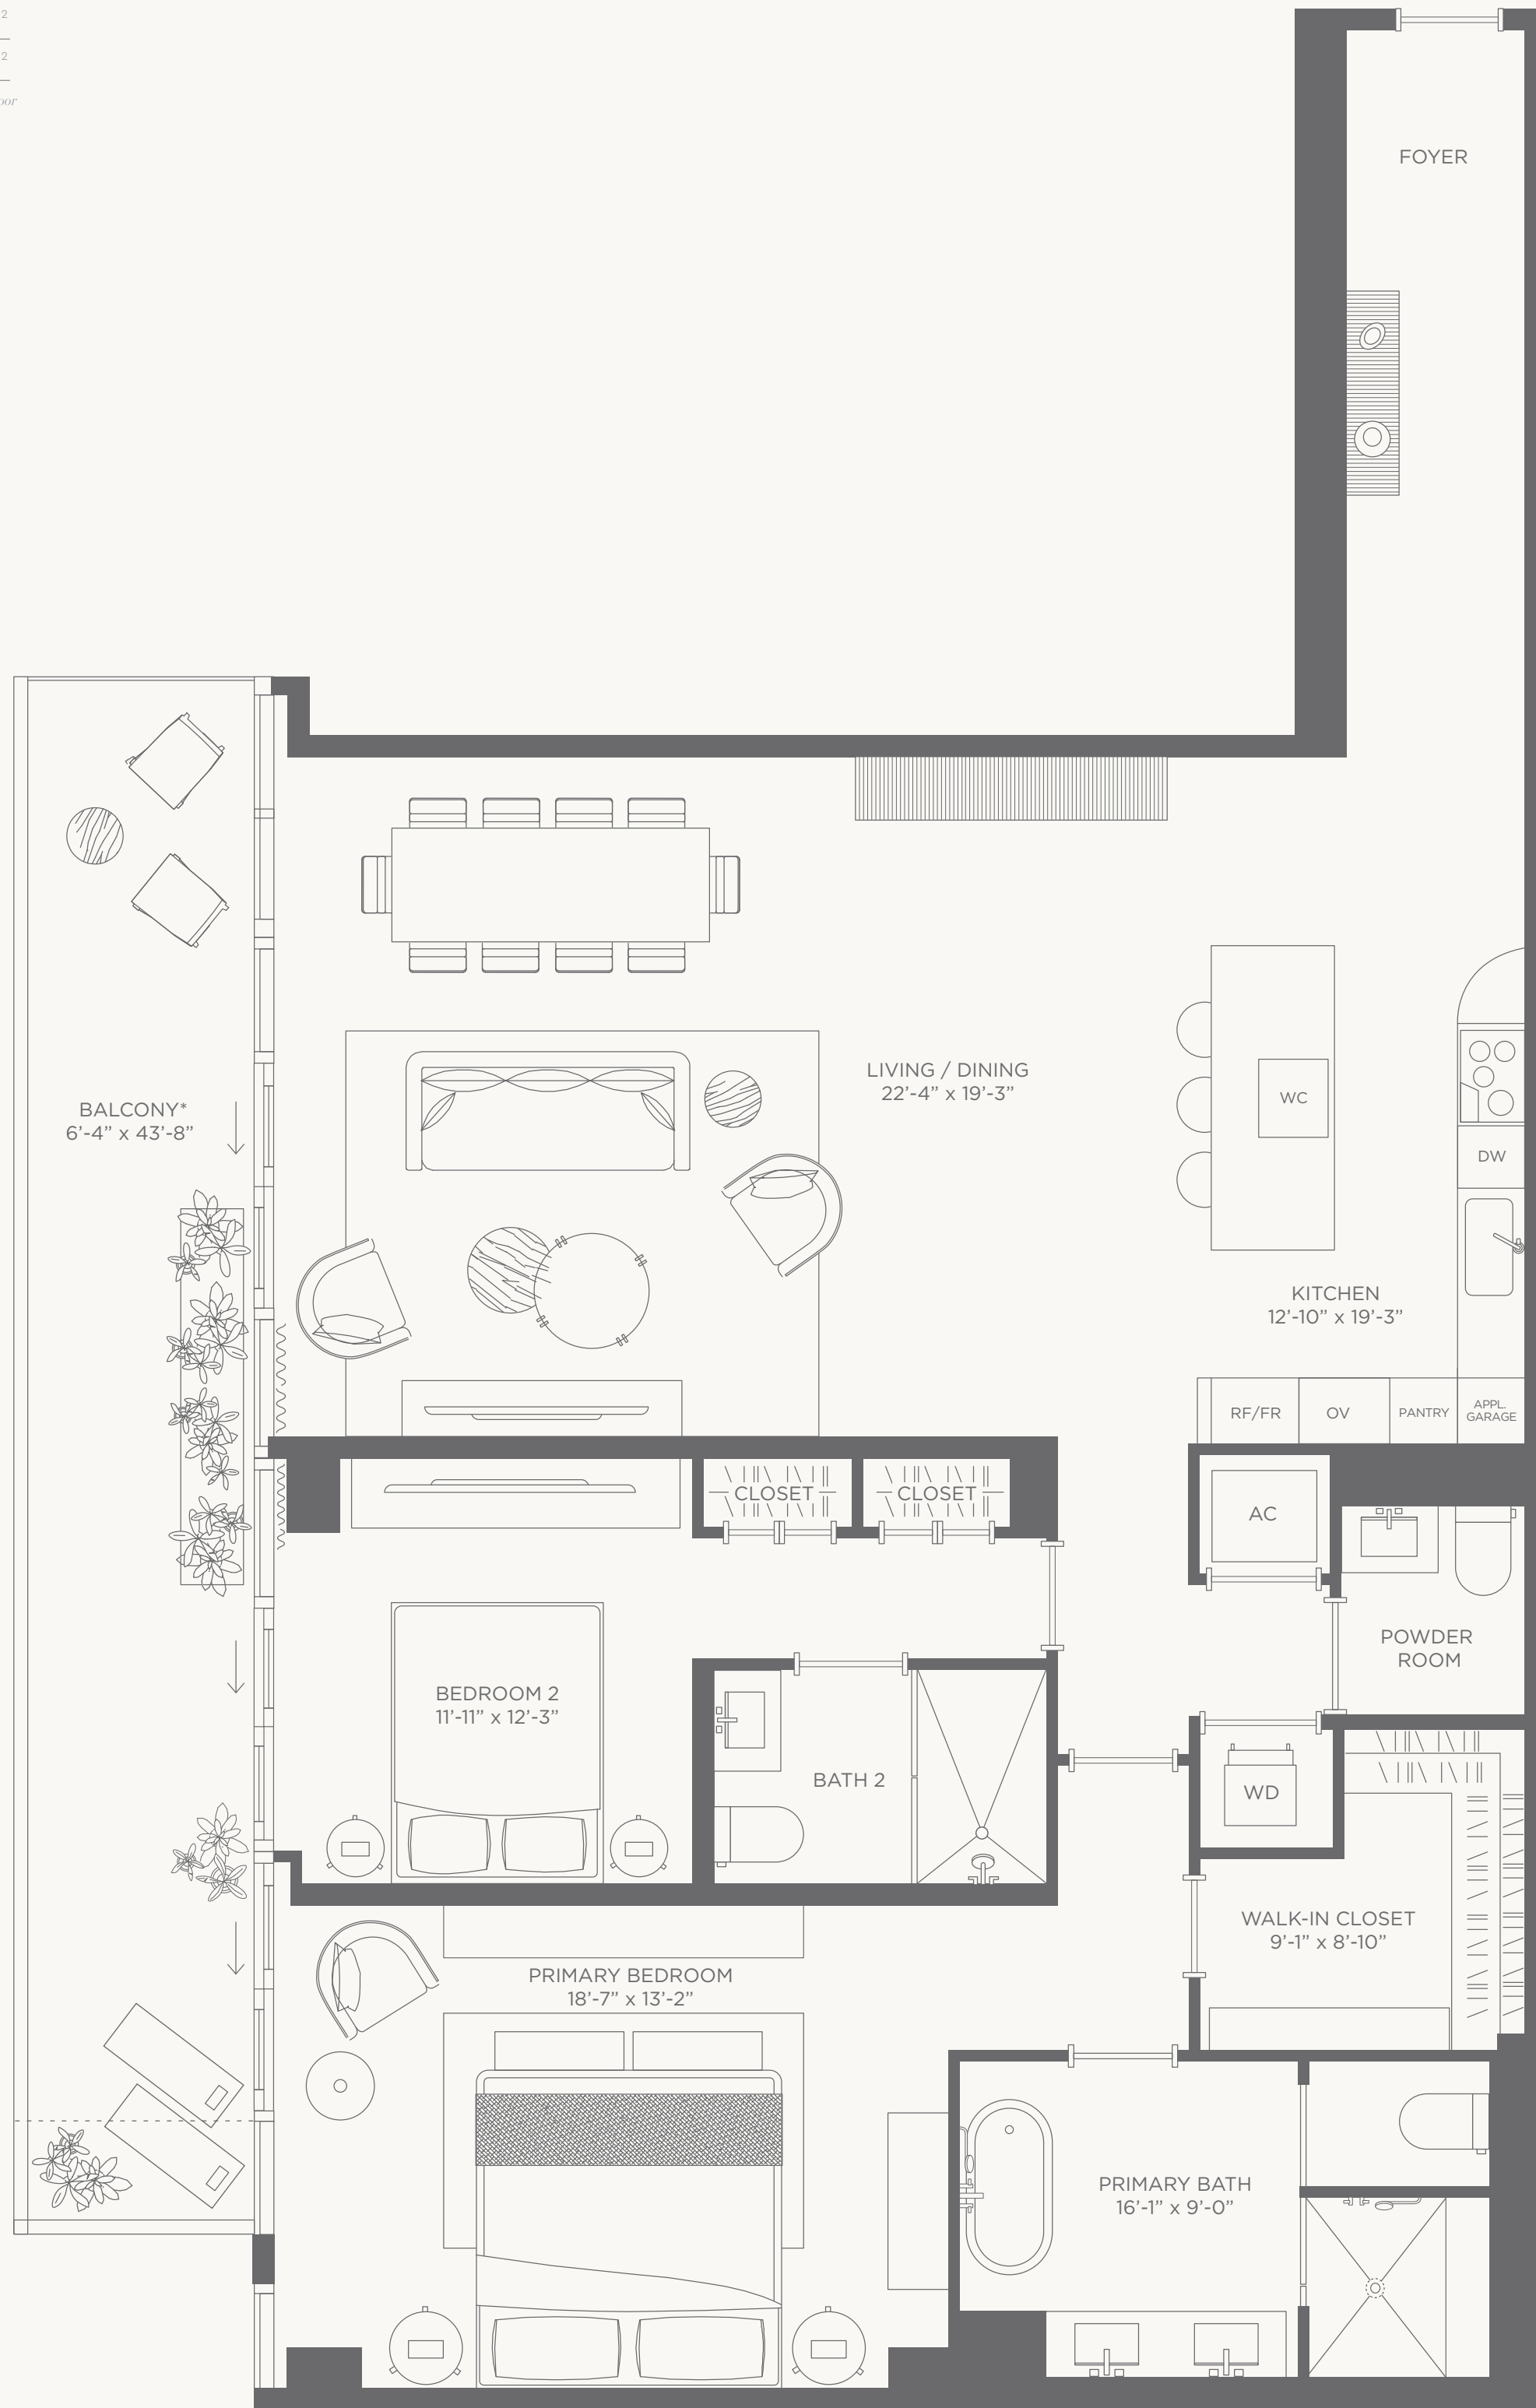 2
2
FOYER
LIVING / DINING
22’-4” x 19’-3”
WC
BALCONY*
6’-4” x 43’-8”
DW
KITCHEN
12’-10” x 19’-3”
RF/FR
OV
PANTRY
APPL.
GARAGE
CLOSET
CLOSET
AC
POWDER
ROOM
BEDROOM 2
11’-11” x 12’-3”
BATH 2
WD
WALK-IN CLOSET
9’-1” x 8’-10”
PRIMARY BEDROOM
18’-7” x 13’-2”
PRIMARY BATH
16’-1” x 9’-0”